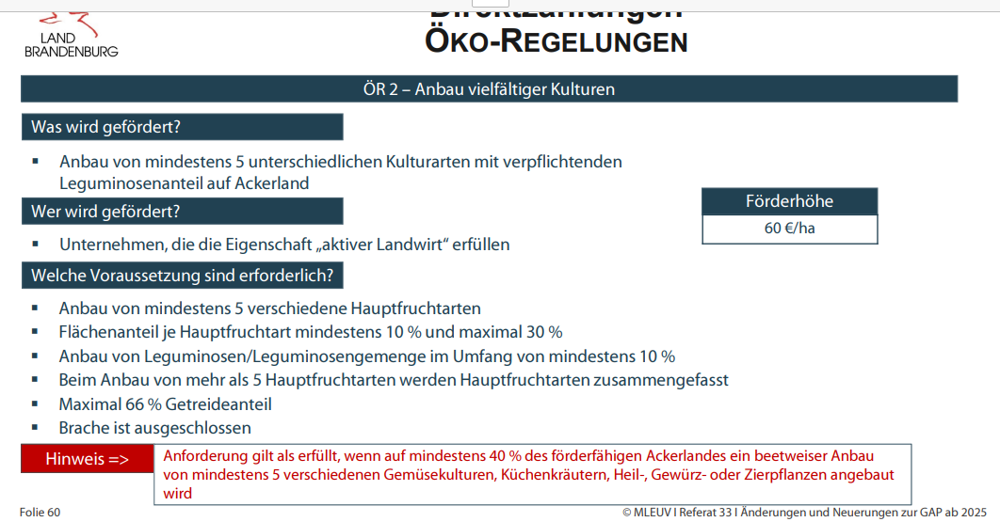 Direktzahlungen
LAND
BRANDENBURG
ÖKO-REGELUNGEN
ÖR 2 – Anbau vielfältiger Kulturen
Was wird gefördert?
▪ Anbau von mindestens 5 unterschiedlichen Kulturarten mit verpflichtenden
Leguminosenanteil auf Ackerland
Förderhöhe
60 €/ha
Wer wird gefördert?
▪ Unternehmen, die die Eigenschaft „aktiver Landwirt“ erfüllen
Welche Voraussetzung sind erforderlich?
▪ Anbau von mindestens 5 verschiedene Hauptfruchtarten
▪ Flächenanteil je Hauptfruchtart mindestens 10 % und maximal 30 %
▪ Anbau von Leguminosen/Leguminosengemenge im Umfang von mindestens 10 %
▪ Beim Anbau von mehr als 5 Hauptfruchtarten werden Hauptfruchtarten zusammengefasst
▪ Maximal 66 % Getreideanteil
▪ Brache ist ausgeschlossen
Hinweis =>
Anforderung gilt als erfüllt, wenn auf mindestens 40 % des förderfähigen Ackerlandes ein beetweiser Anbau
von mindestens 5 verschiedenen Gemüsekulturen, Küchenkräutern, Heil-, Gewürz- oder Zierpflanzen angebaut
wird
Folie 60
© MLEUV I Referat 33 I Änderungen und Neuerungen zur GAP ab 2025